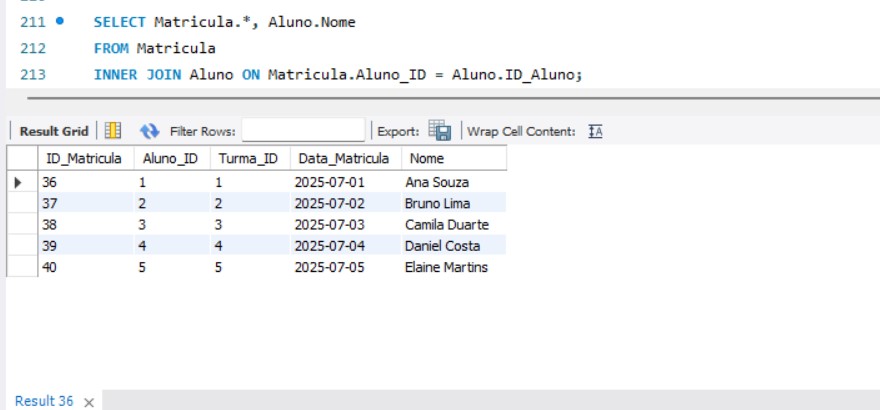 211 SELECT Matricula.*, Aluno.Nome
212 FROM Matricula
213 INNER JOIN Aluno ON Matricula.Aluno_ID = Aluno.ID_Aluno;
Result Grid Filter Rows: Export: Wrap Cell Content:
ID_Matricula Aluno_ID Turma_ID Data_Matricula Nome
36 1 1 2025-07-01 Ana Souza
37 2 2 2025-07-02 Bruno Lima
38 3 3 2025-07-03 Camila Duarte
39 4 4 2025-07-04 Daniel Costa
40 5 5 2025-07-05 Elaine Martins
Result 36